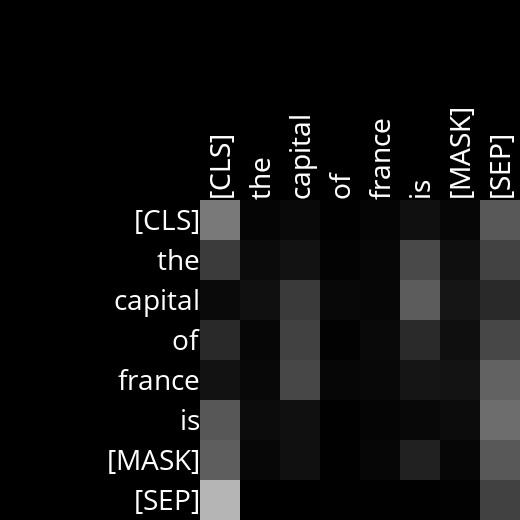 [CLS] the capital of france is [MASK] [SEP]
[CLS]
the
capital
of
france
is
[MASK]
[SEP]